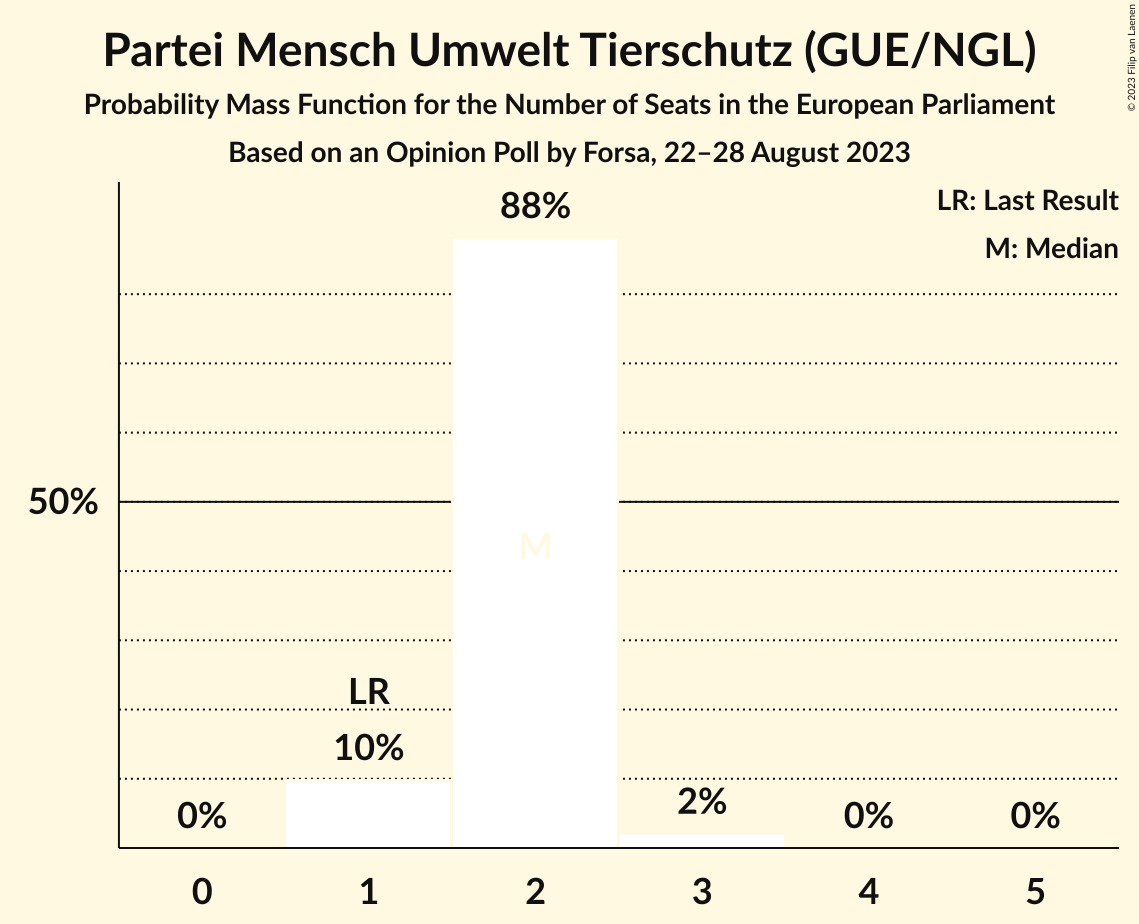 Partei Mensch Umwelt Tierschutz (GUE/NGL)
Probability Mass Function for the Number of Seats in the European Parliament
Based on an Opinion Poll by Forsa, 22–28 August 2023
© 2023 Filip van Laenen
LR: Last Result
M: Median
88%
50%
M
LR
10%
0%
2%
0%
0%
0 1 2 3 4 5